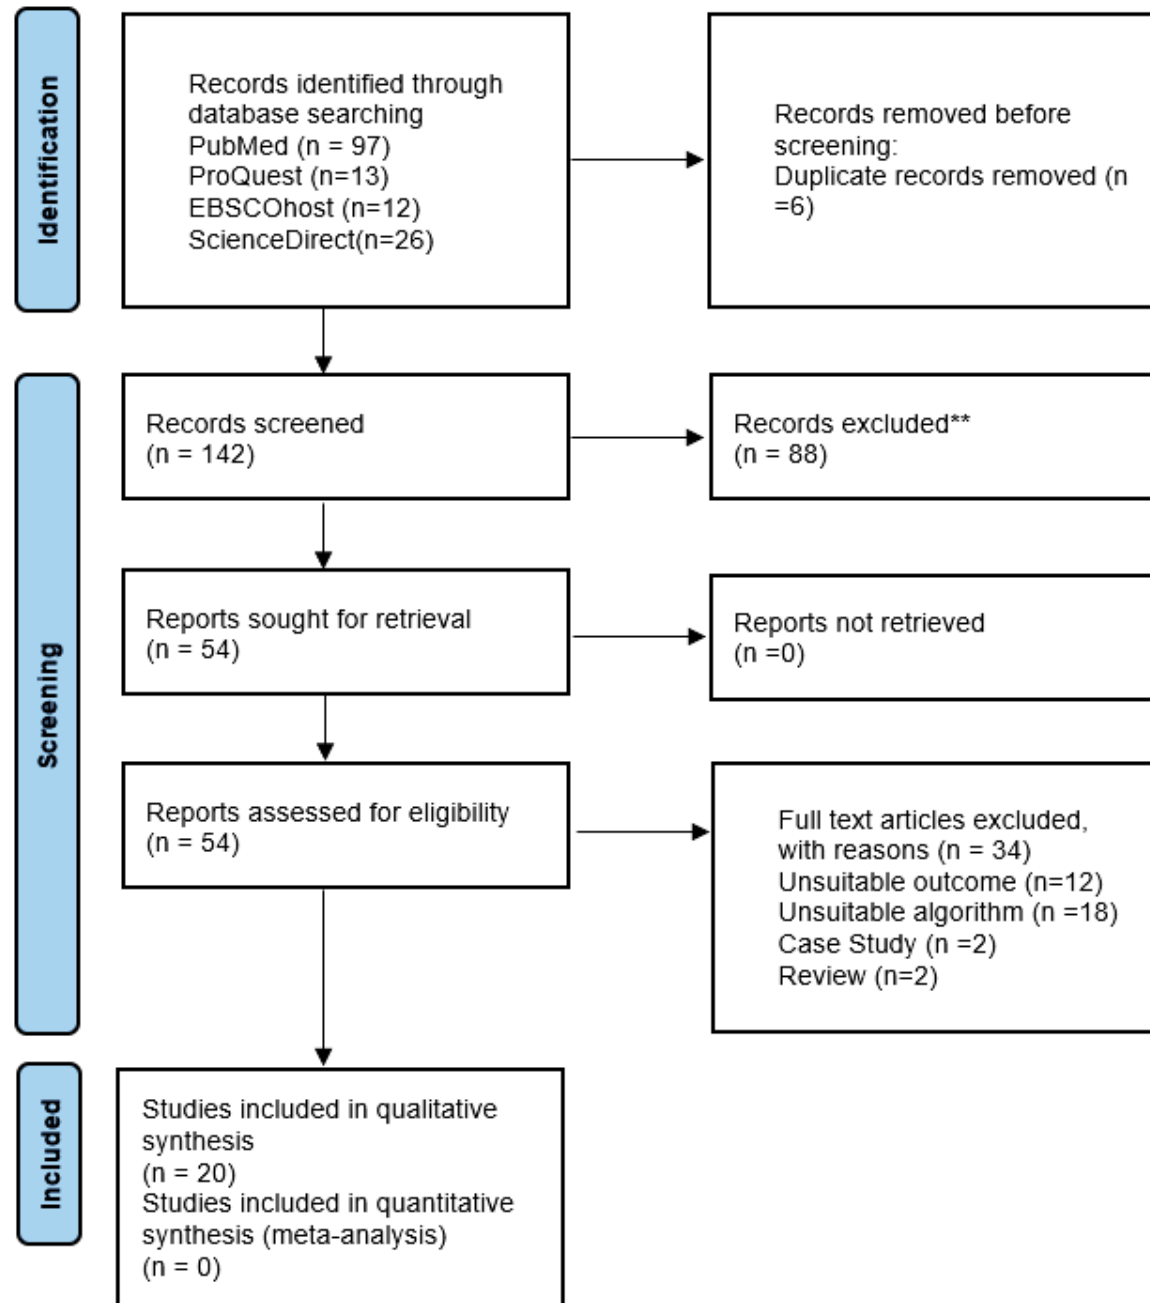 Identification
Records identified through
database searching
PubMed (n = 97)
ProQuest (n=13)
EBSCOhost (n=12)
ScienceDirect(n=26)
Records removed before
screening:
Duplicate records removed (n
=6)
Screening
Records screened
(n = 142)
Records excluded**
(n = 88)
Reports sought for retrieval
(n = 54)
Reports not retrieved
(n =0)
Reports assessed for eligibility
(n = 54)
Full text articles excluded,
with reasons (n = 34)
Unsuitable outcome (n=12)
Unsuitable algorithm (n =18)
Case Study (n =2)
Review (n=2)
Included
Studies included in qualitative
synthesis
(n = 20)
Studies included in quantitative
synthesis (meta-analysis)
(n = 0)